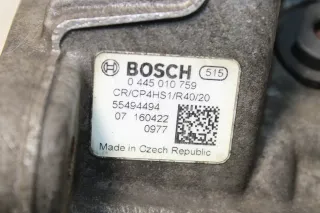 BOSCH 515
0 445 010 759
CR/CP4HS1/R40/20
55494494
07 160422
0977
Made in Czech Republic